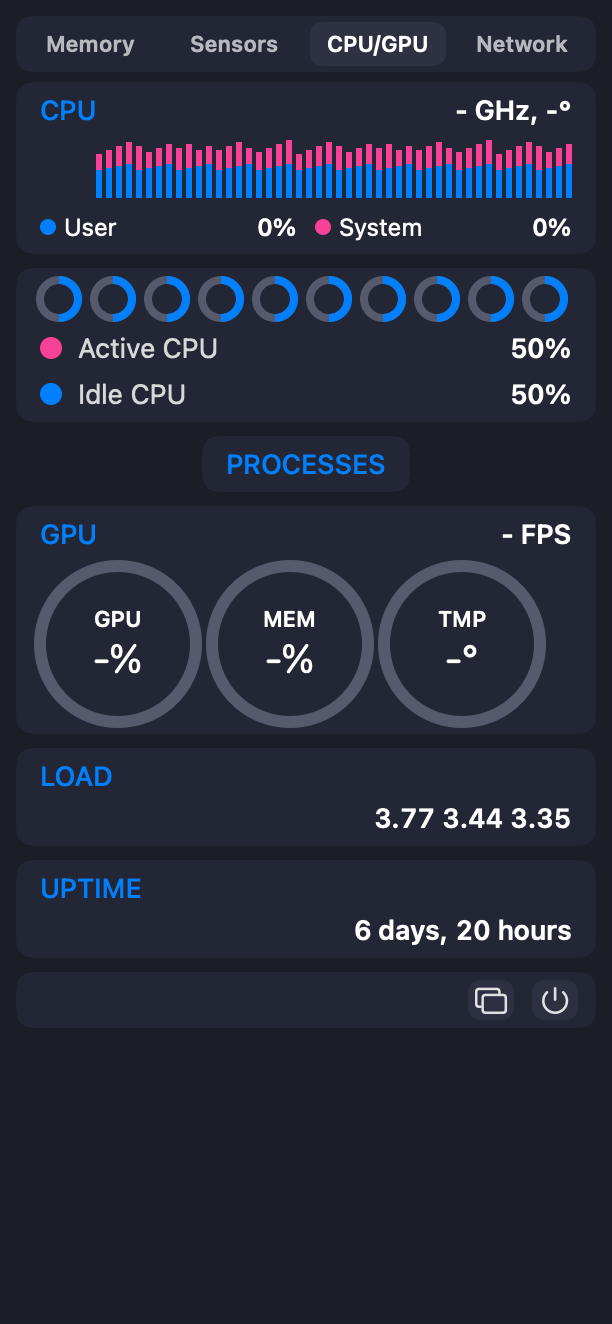 Memory Sensors CPU/GPU Network
CPU - GHz, -°
User 0% System 0%
Active CPU 50%
Idle CPU 50%
PROCESSES
GPU - FPS
GPU MEM TMP
-% -% -°
LOAD
3.77 3.44 3.35
UPTIME
6 days, 20 hours